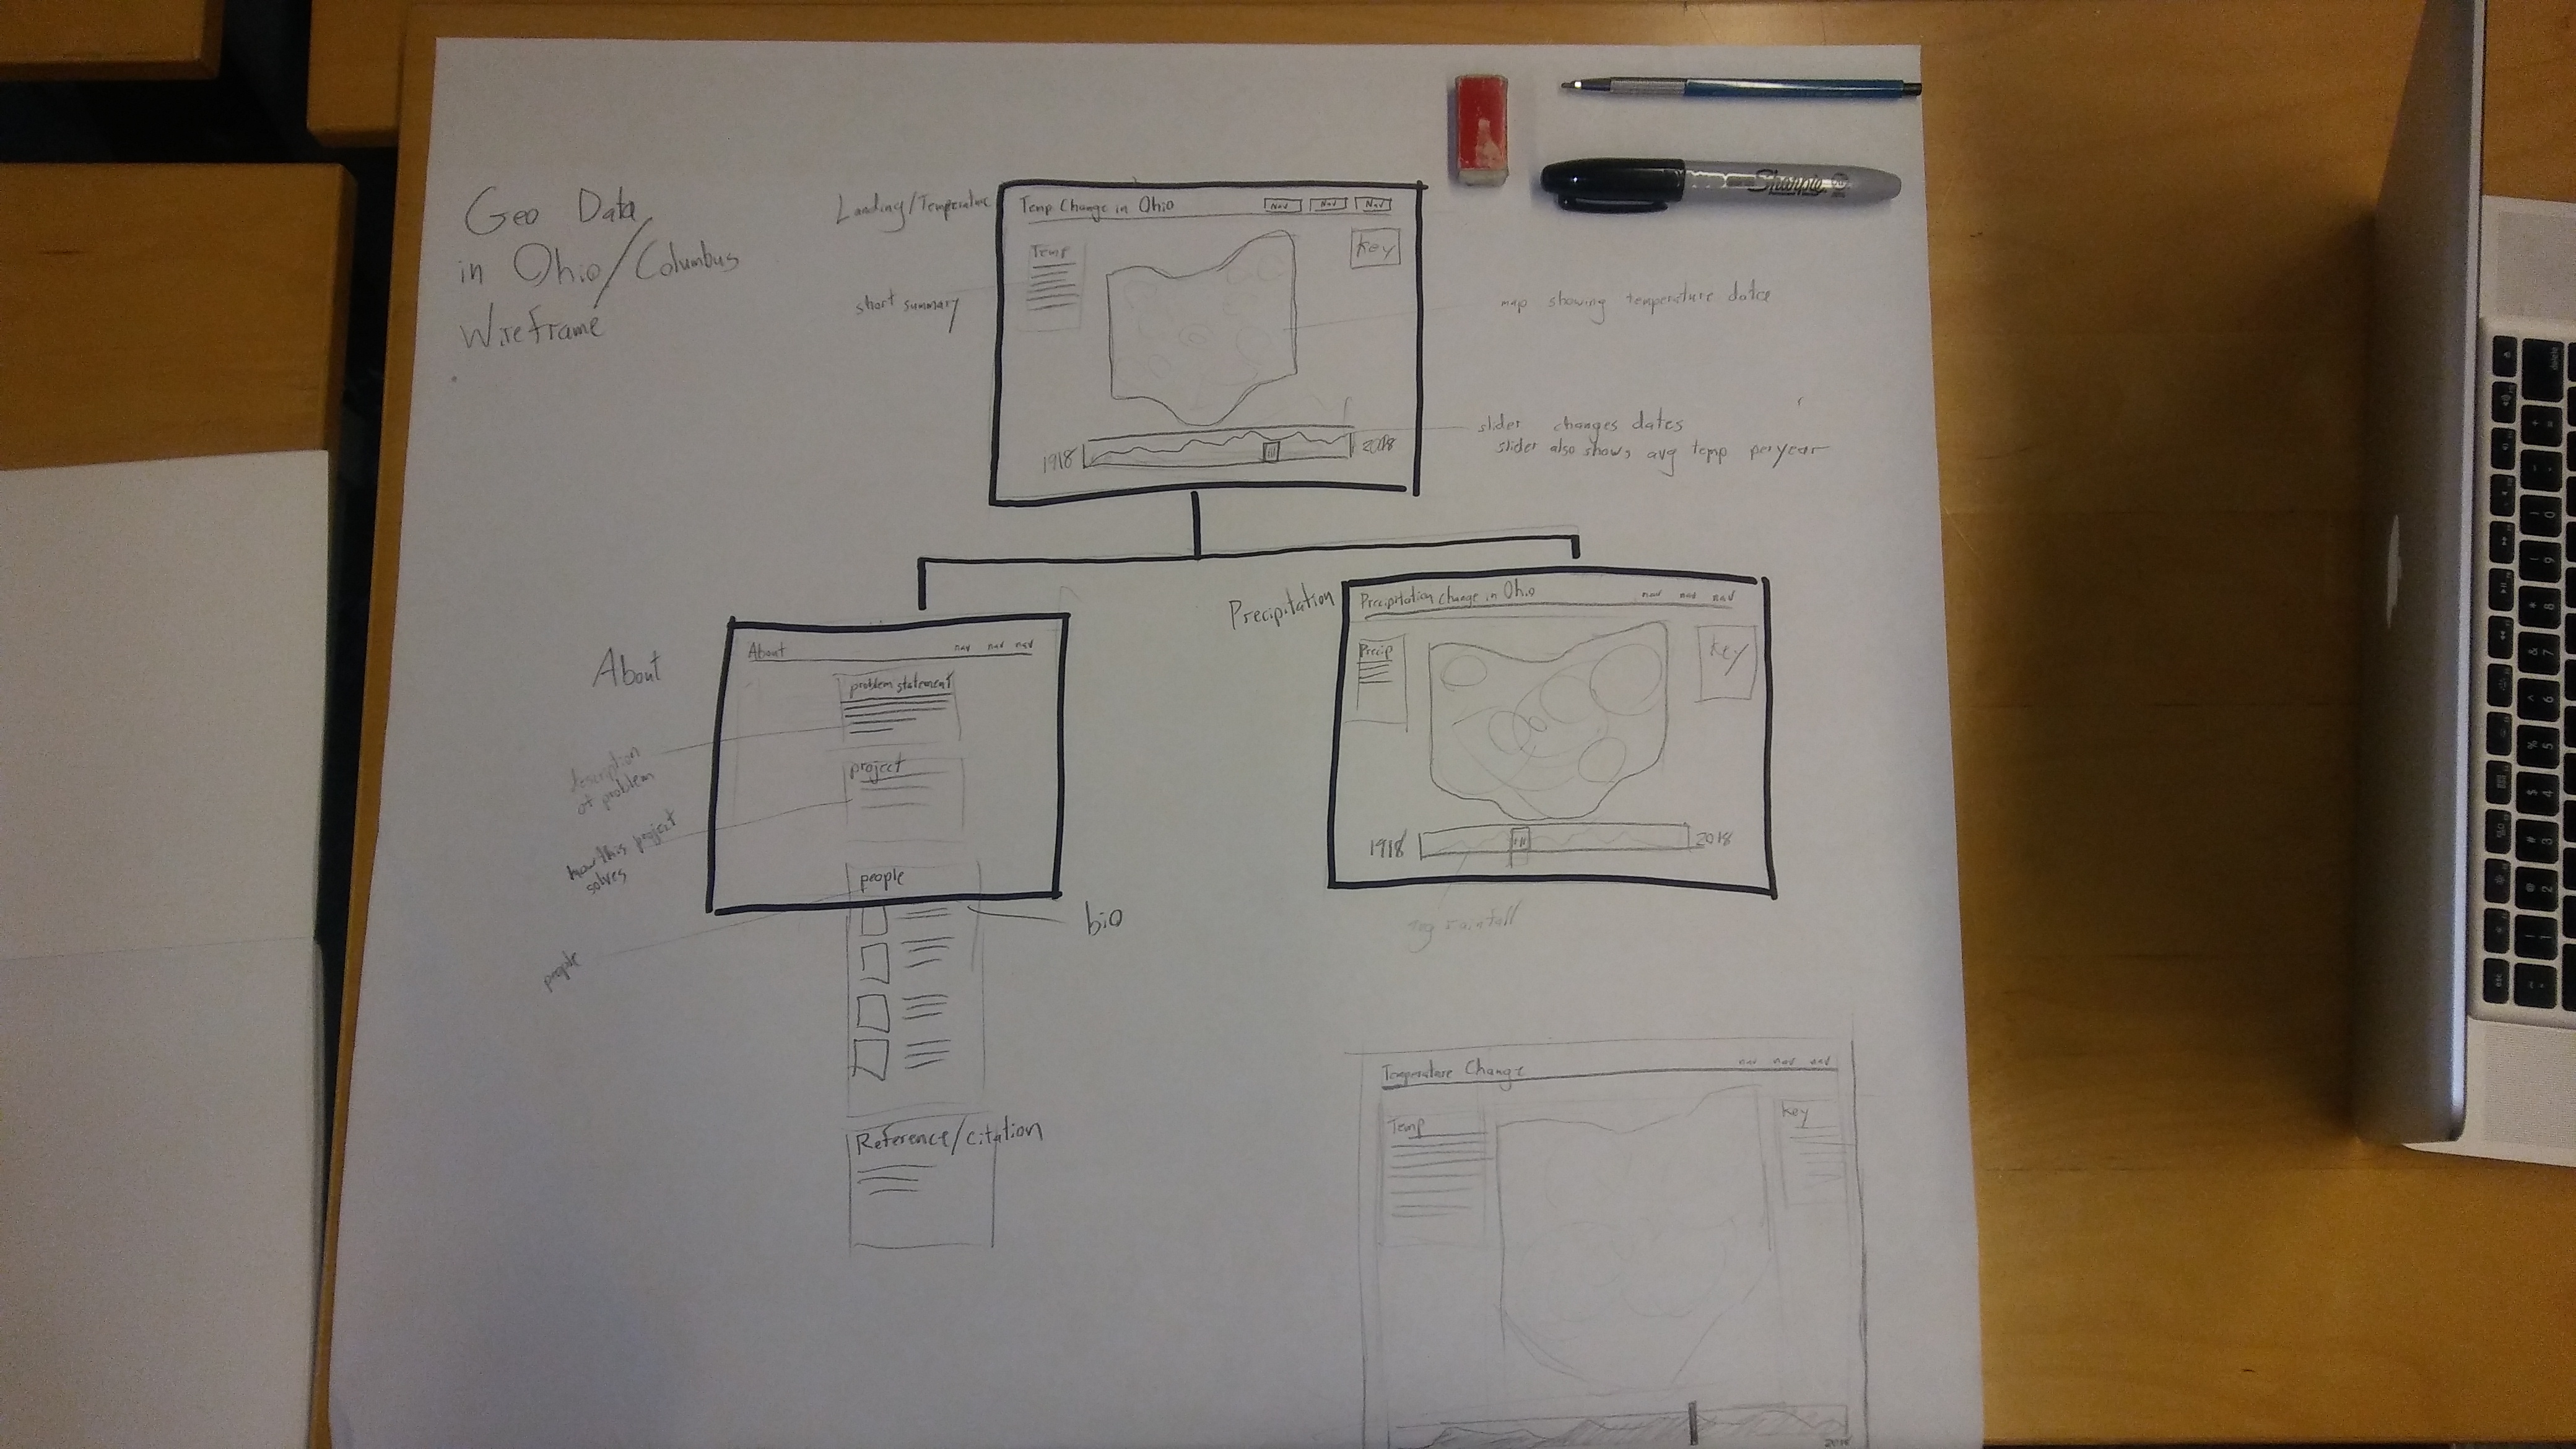 Geo Data
in Ohio/Columbus
Wireframe
Sharpie
Landing/Temperature
Temp Change in Ohio
Nav Nav Nav
Temp
Key
short summary
map showing temperature data
1918
2018
slider changes dates
slider also shows avg temp per year
About
About
nav nav nav
problem statement
description
of problem
project
how this project
solves
people
people
bio
Reference/citation
Precipitation
Precipitation Change in Ohio
nav nav nav
Precip
Key
1918
2018
avg rainfall
Temperature Change
nav nav nav
Temp
Key
2018